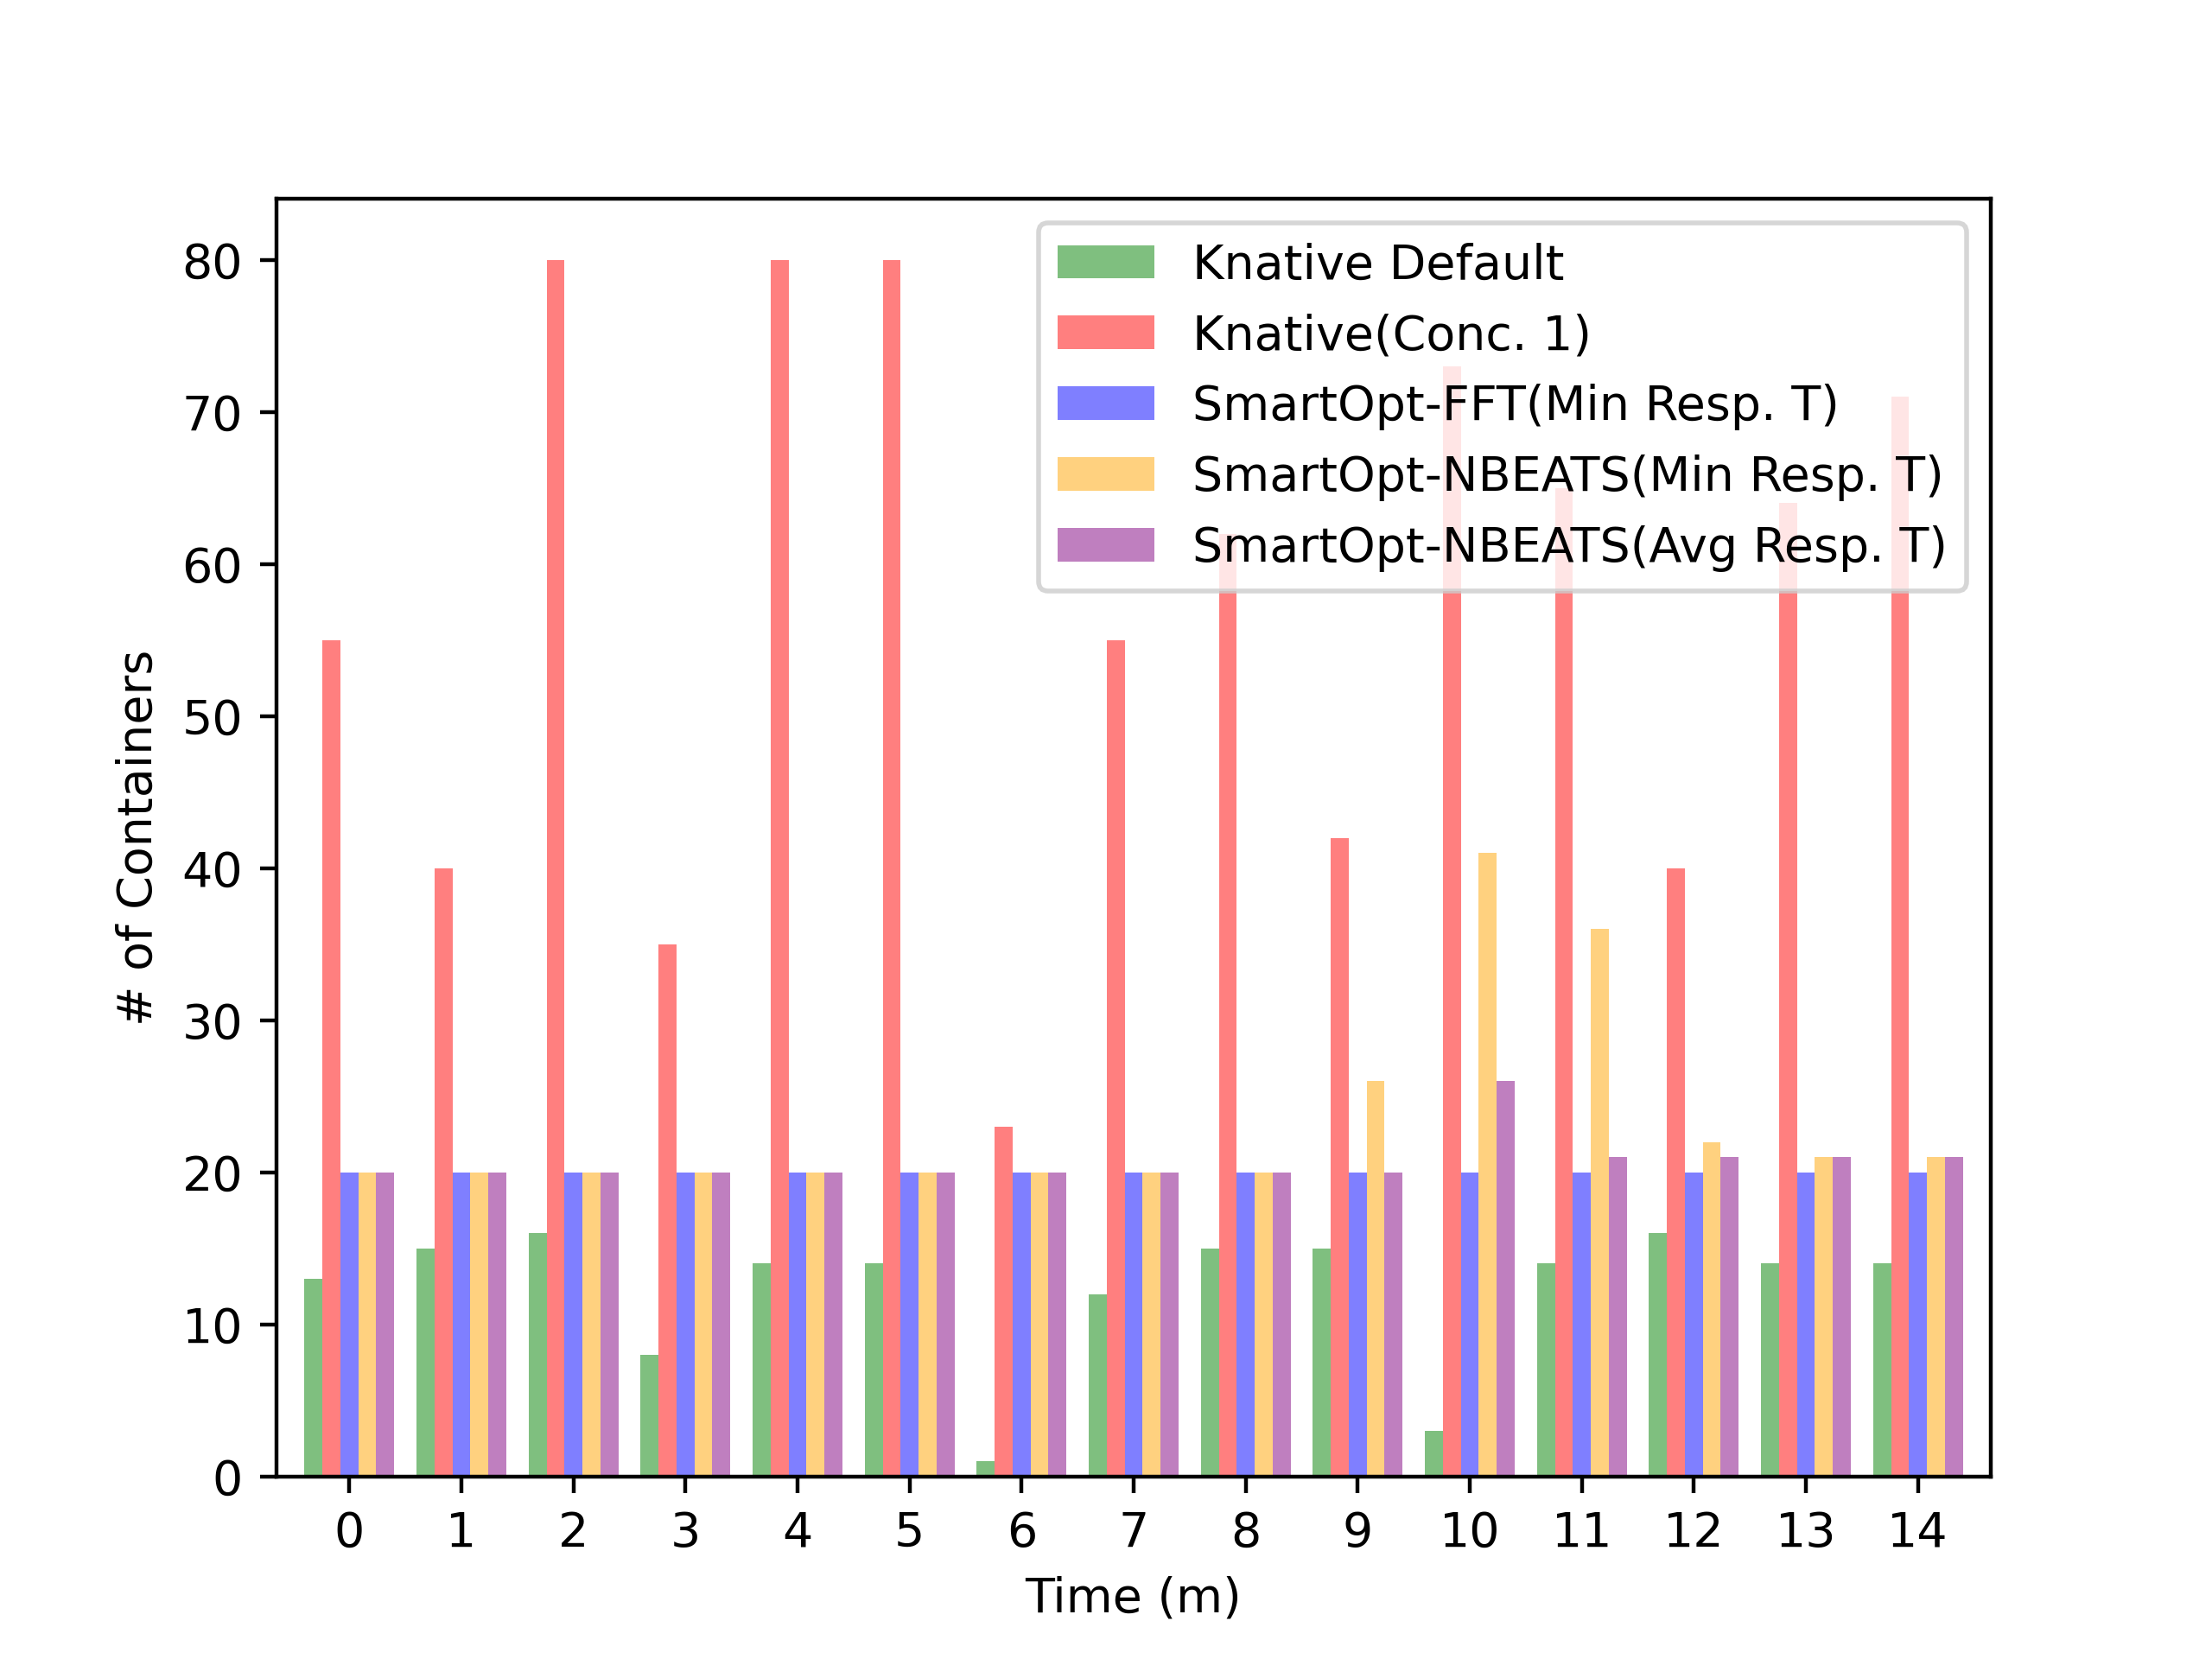 Knative Default
Knative(Conc. 1)
SmartOpt-FFT(Min Resp. T)
SmartOpt-NBEATS(Min Resp. T)
SmartOpt-NBEATS(Avg Resp. T)
# of Containers
80
70
60
50
40
30
20
10
0
0 1 2 3 4 5 6 7 8 9 10 11 12 13 14
Time (m)